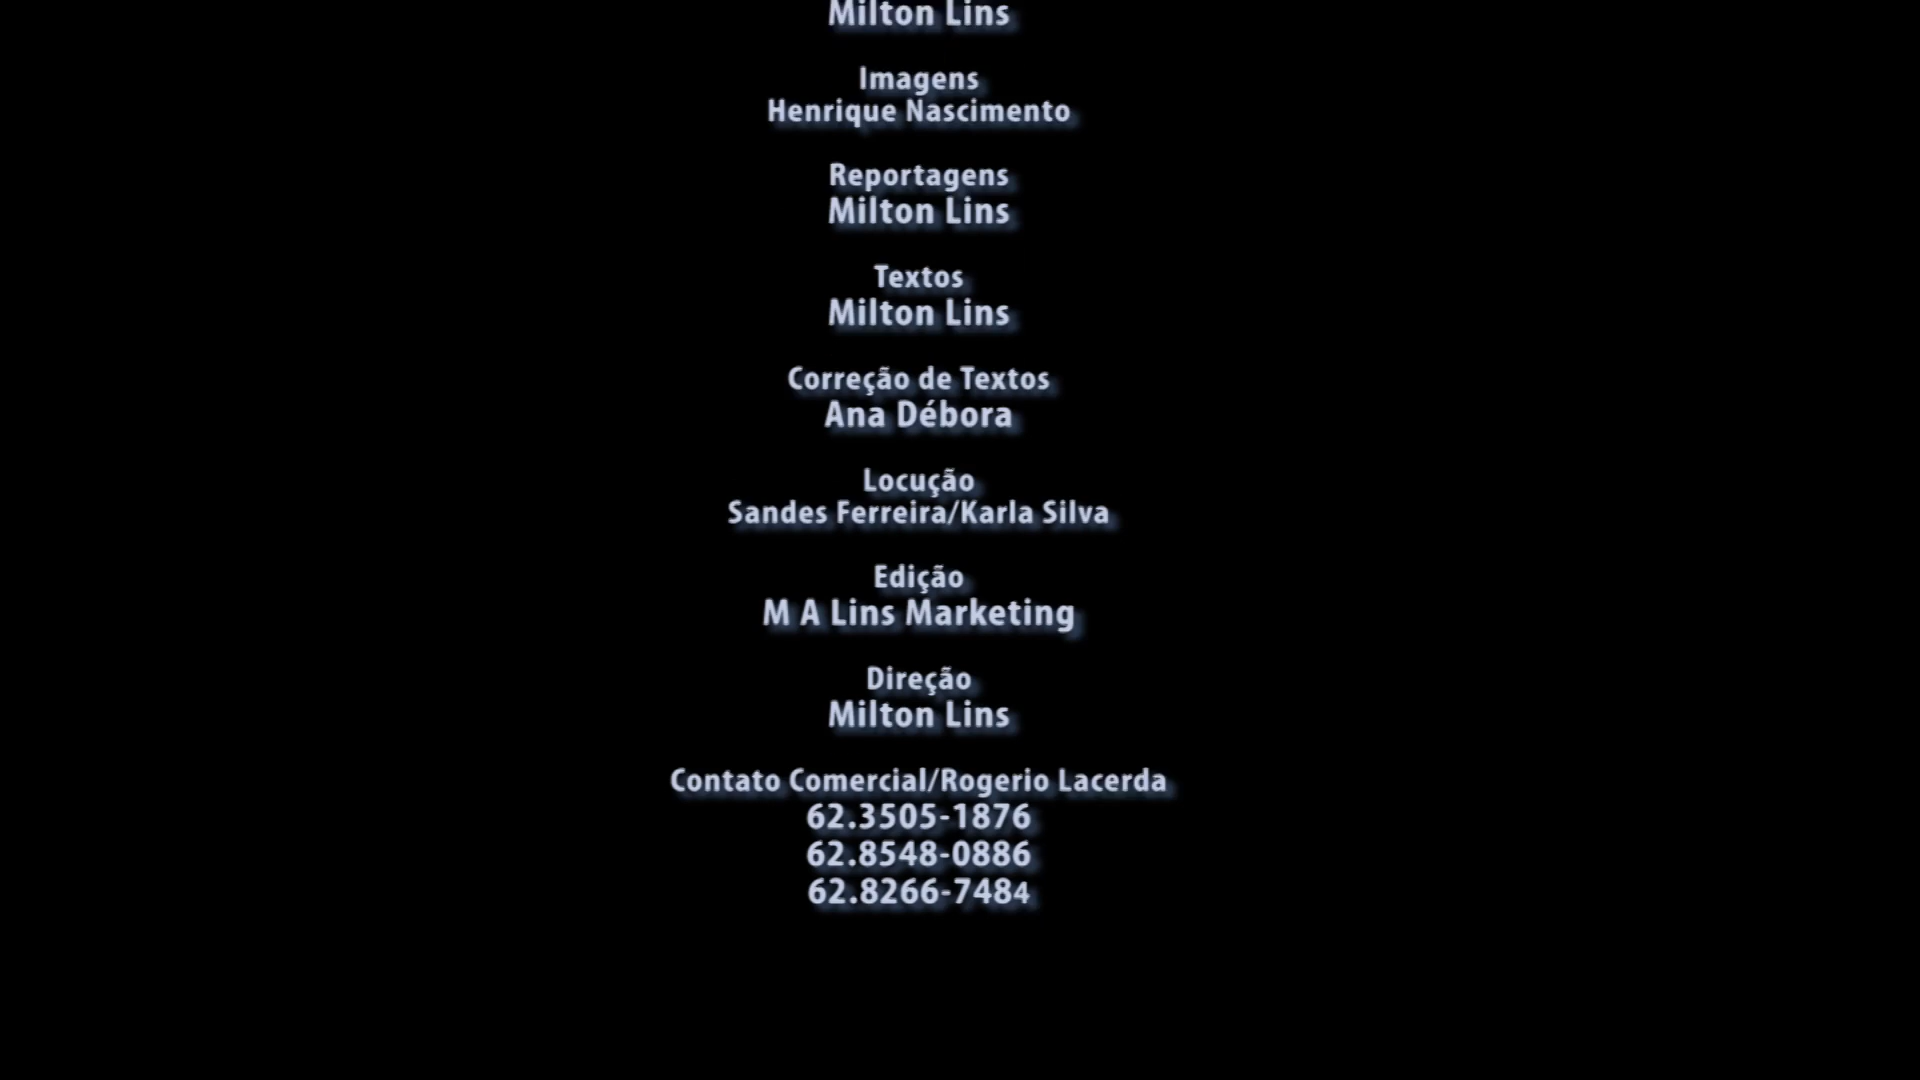 Milton Lins
Imagens
Henrique Nascimento
Reportagens
Milton Lins
Textos
Milton Lins
Correção de Textos
Ana Débora
Locução
Sandes Ferreira/Karla Silva
Edição
M A Lins Marketing
Direção
Milton Lins
Contato Comercial/Rogerio Lacerda
62.3505-1876
62.8548-0886
62.8266-7484